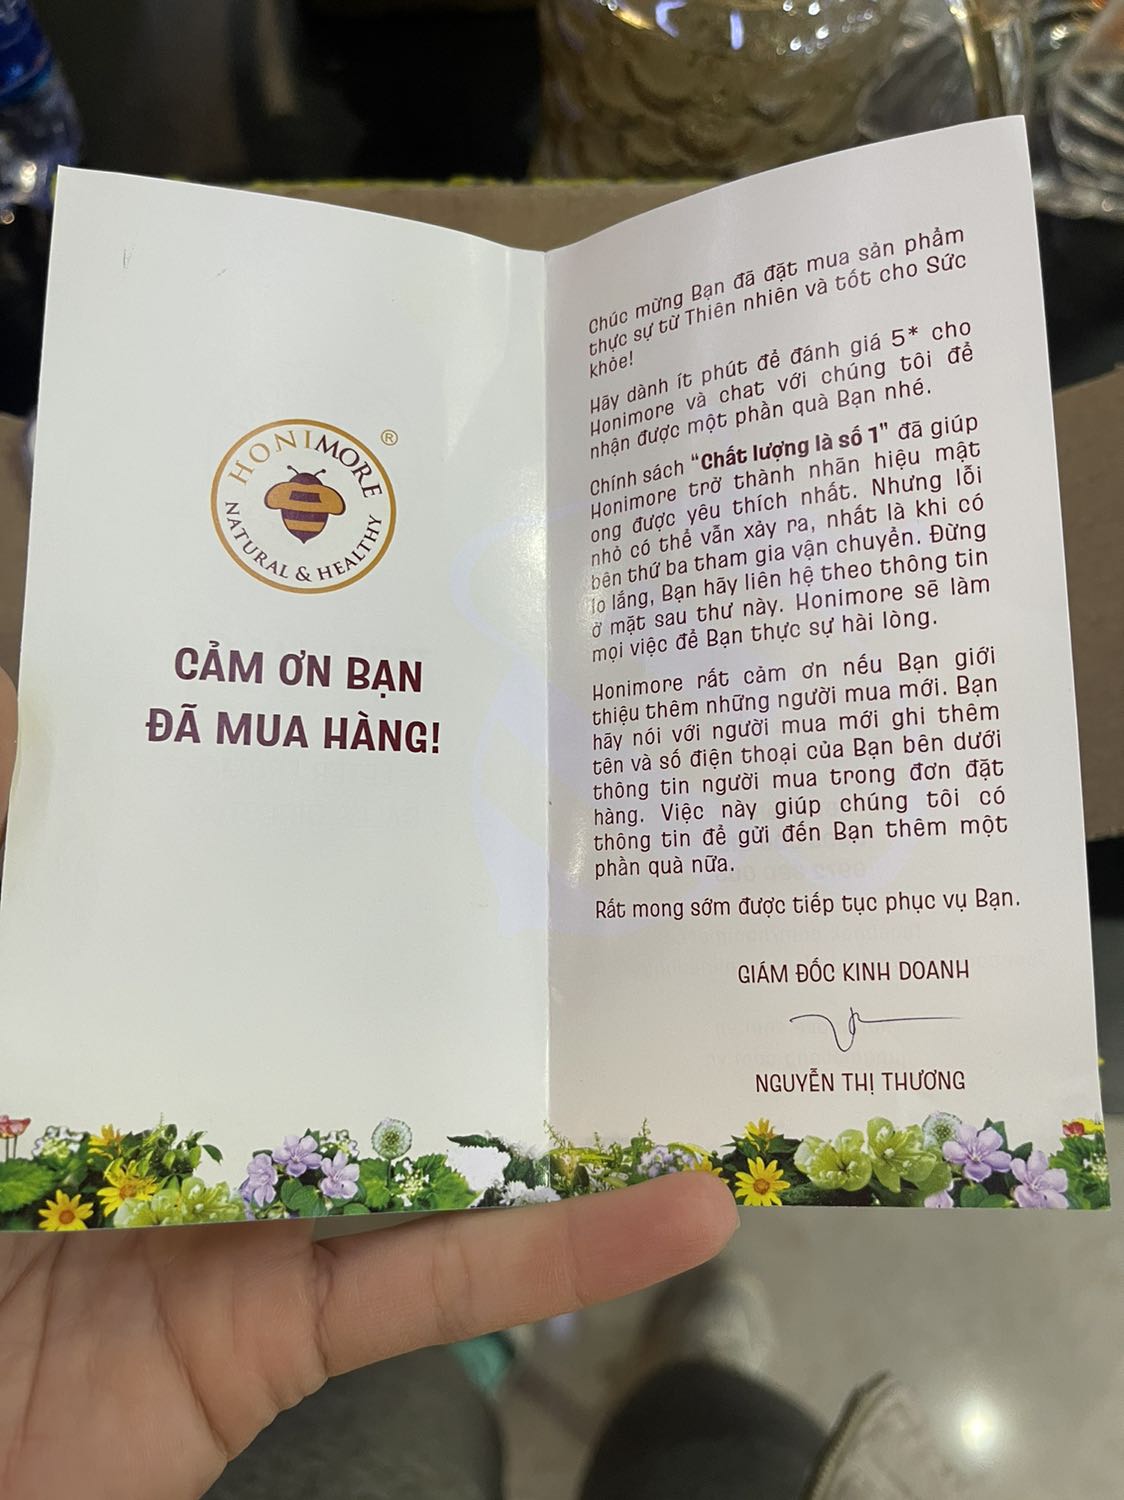 HONIMORE ®
NATURAL & HEALTHY
CẢM ƠN BẠN
ĐÃ MUA HÀNG!
Chúc mừng Bạn đã đặt mua sản phẩm
thực sự từ Thiên nhiên và tốt cho Sức
khỏe!
Hãy dành ít phút để đánh giá 5* cho
Honimore và chat với chúng tôi để
nhận được một phần quà Bạn nhé.
Chính sách "Chất lượng là số 1" đã giúp
Honimore trở thành nhãn hiệu mật
ong được yêu thích nhất. Nhưng lỗi
nhỏ có thể vẫn xảy ra, nhất là khi có
bên thứ ba tham gia vận chuyển. Đừng
lo lắng, Bạn hãy liên hệ theo thông tin
ở mặt sau thư này. Honimore sẽ làm
mọi việc để Bạn thực sự hài lòng.
Honimore rất cảm ơn nếu Bạn giới
thiệu thêm những người mua mới. Bạn
hãy nói với người mua mới ghi thêm
tên và số điện thoại của Bạn bên dưới
thông tin người mua trong đơn đặt
hàng. Việc này giúp chúng tôi có
thông tin để gửi đến Bạn thêm một
phần quà nữa.
Rất mong sớm được tiếp tục phục vụ Bạn.
GIÁM ĐỐC KINH DOANH
NGUYỄN THỊ THƯƠNG